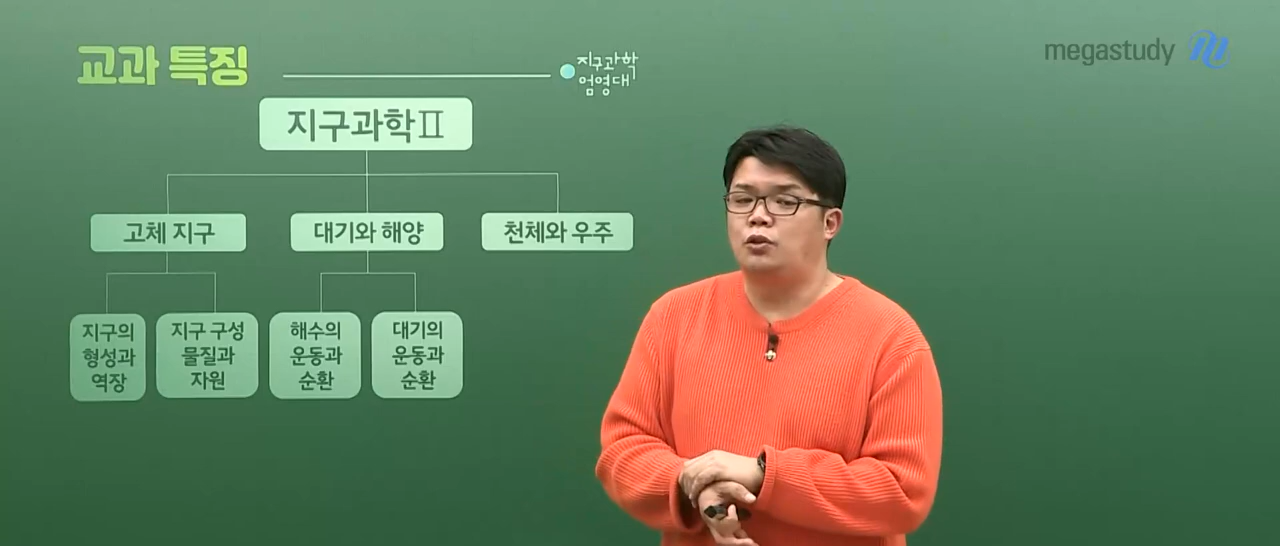 교과 특징
지구과학
엄영대
megastudy
지구과학Ⅱ
고체 지구
대기와 해양
천체와 우주
지구의
형성과
역장
지구 구성
물질과
자원
해수의
운동과
순환
대기의
운동과
순환